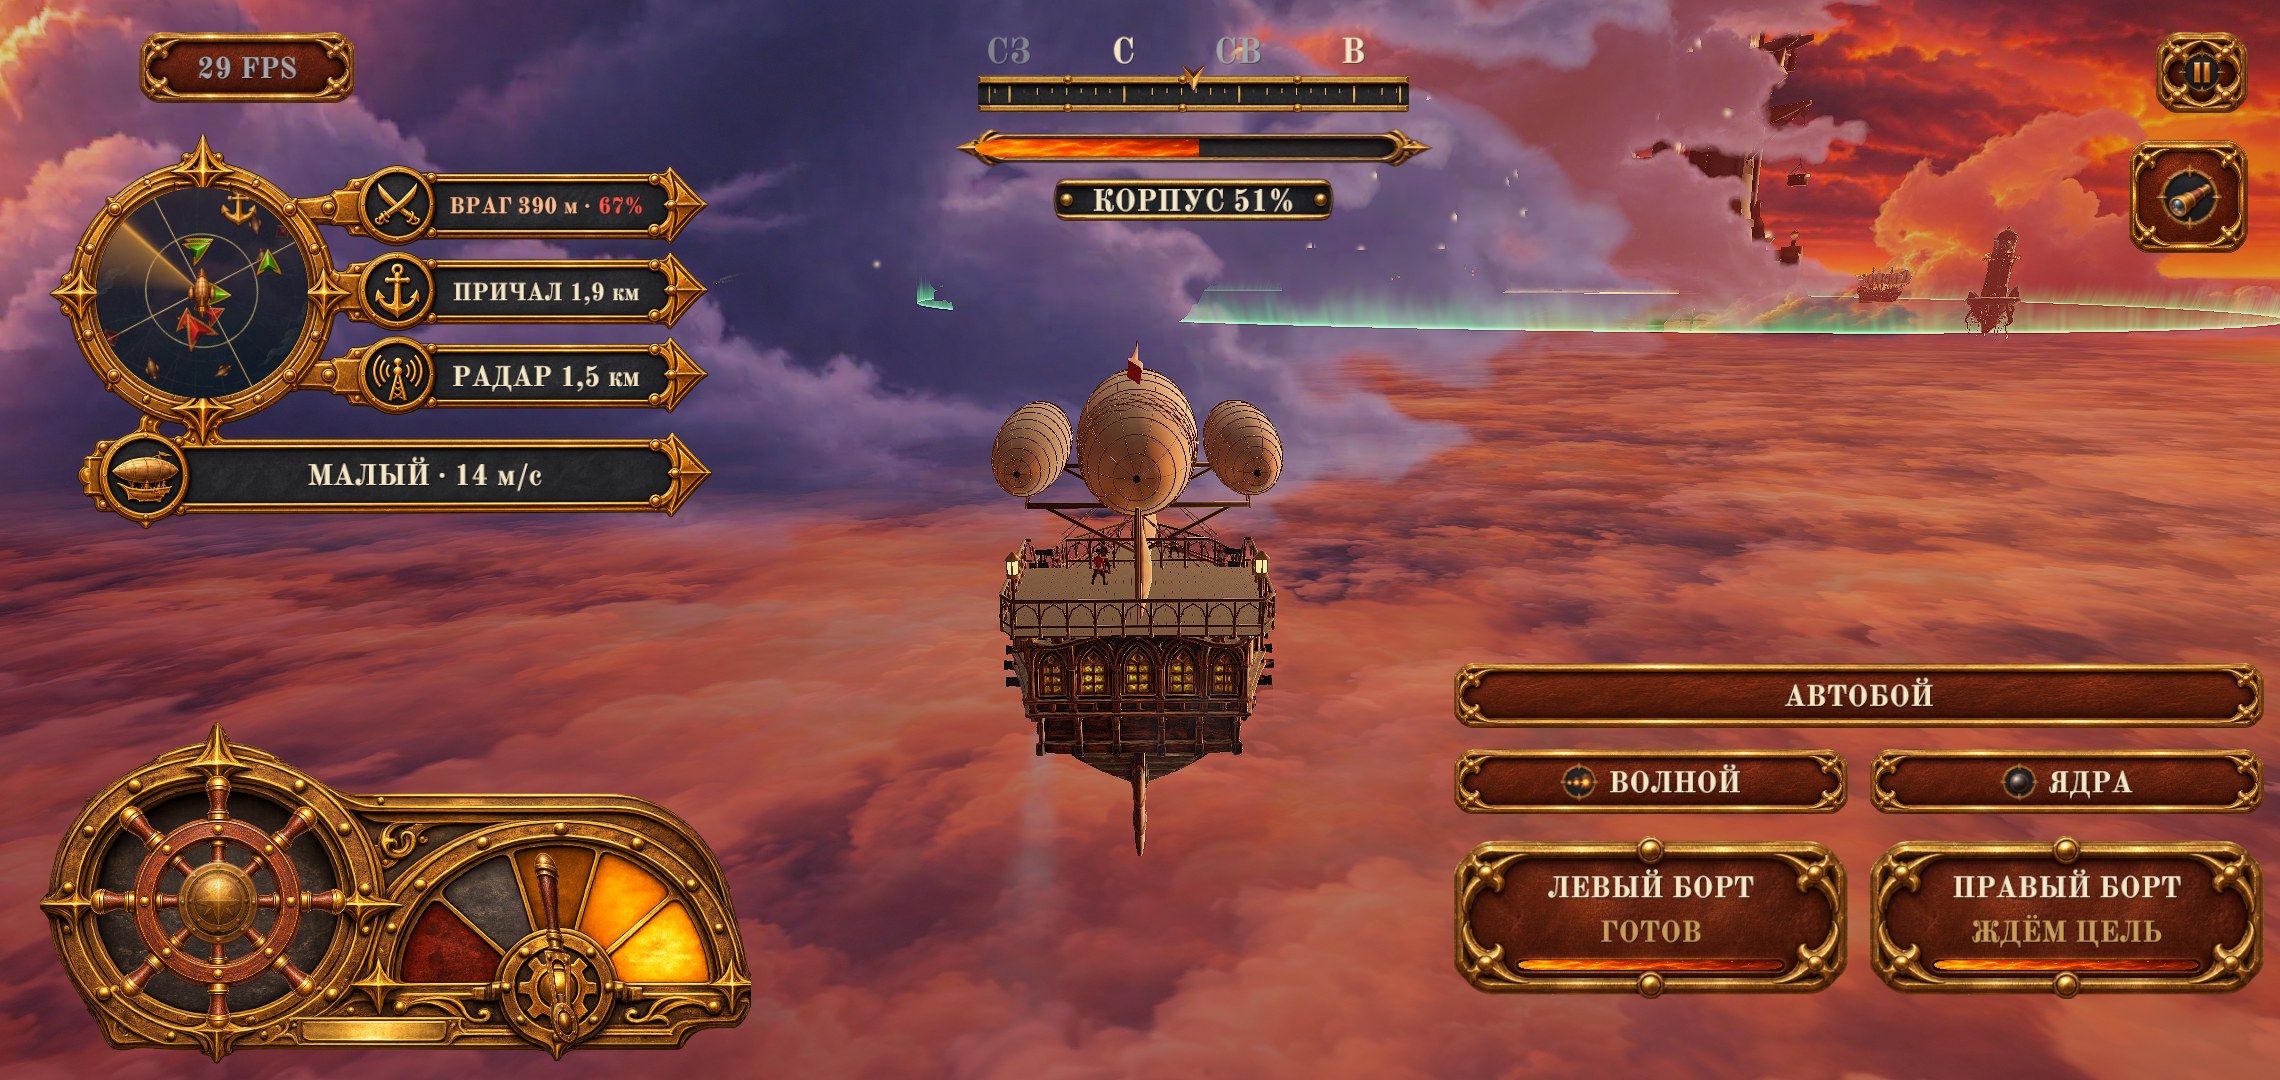 29 FPS
СЗ С СВ В
КОРПУС 51%
ВРАГ 390 м · 67%
ПРИЧАЛ 1,9 км
РАДАР 1,5 км
МАЛЫЙ · 14 м/с
АВТОБОЙ
ВОЛНОЙ
ЯДРА
ЛЕВЫЙ БОРТ
ГОТОВ
ПРАВЫЙ БОРТ
ЖДЁМ ЦЕЛЬ